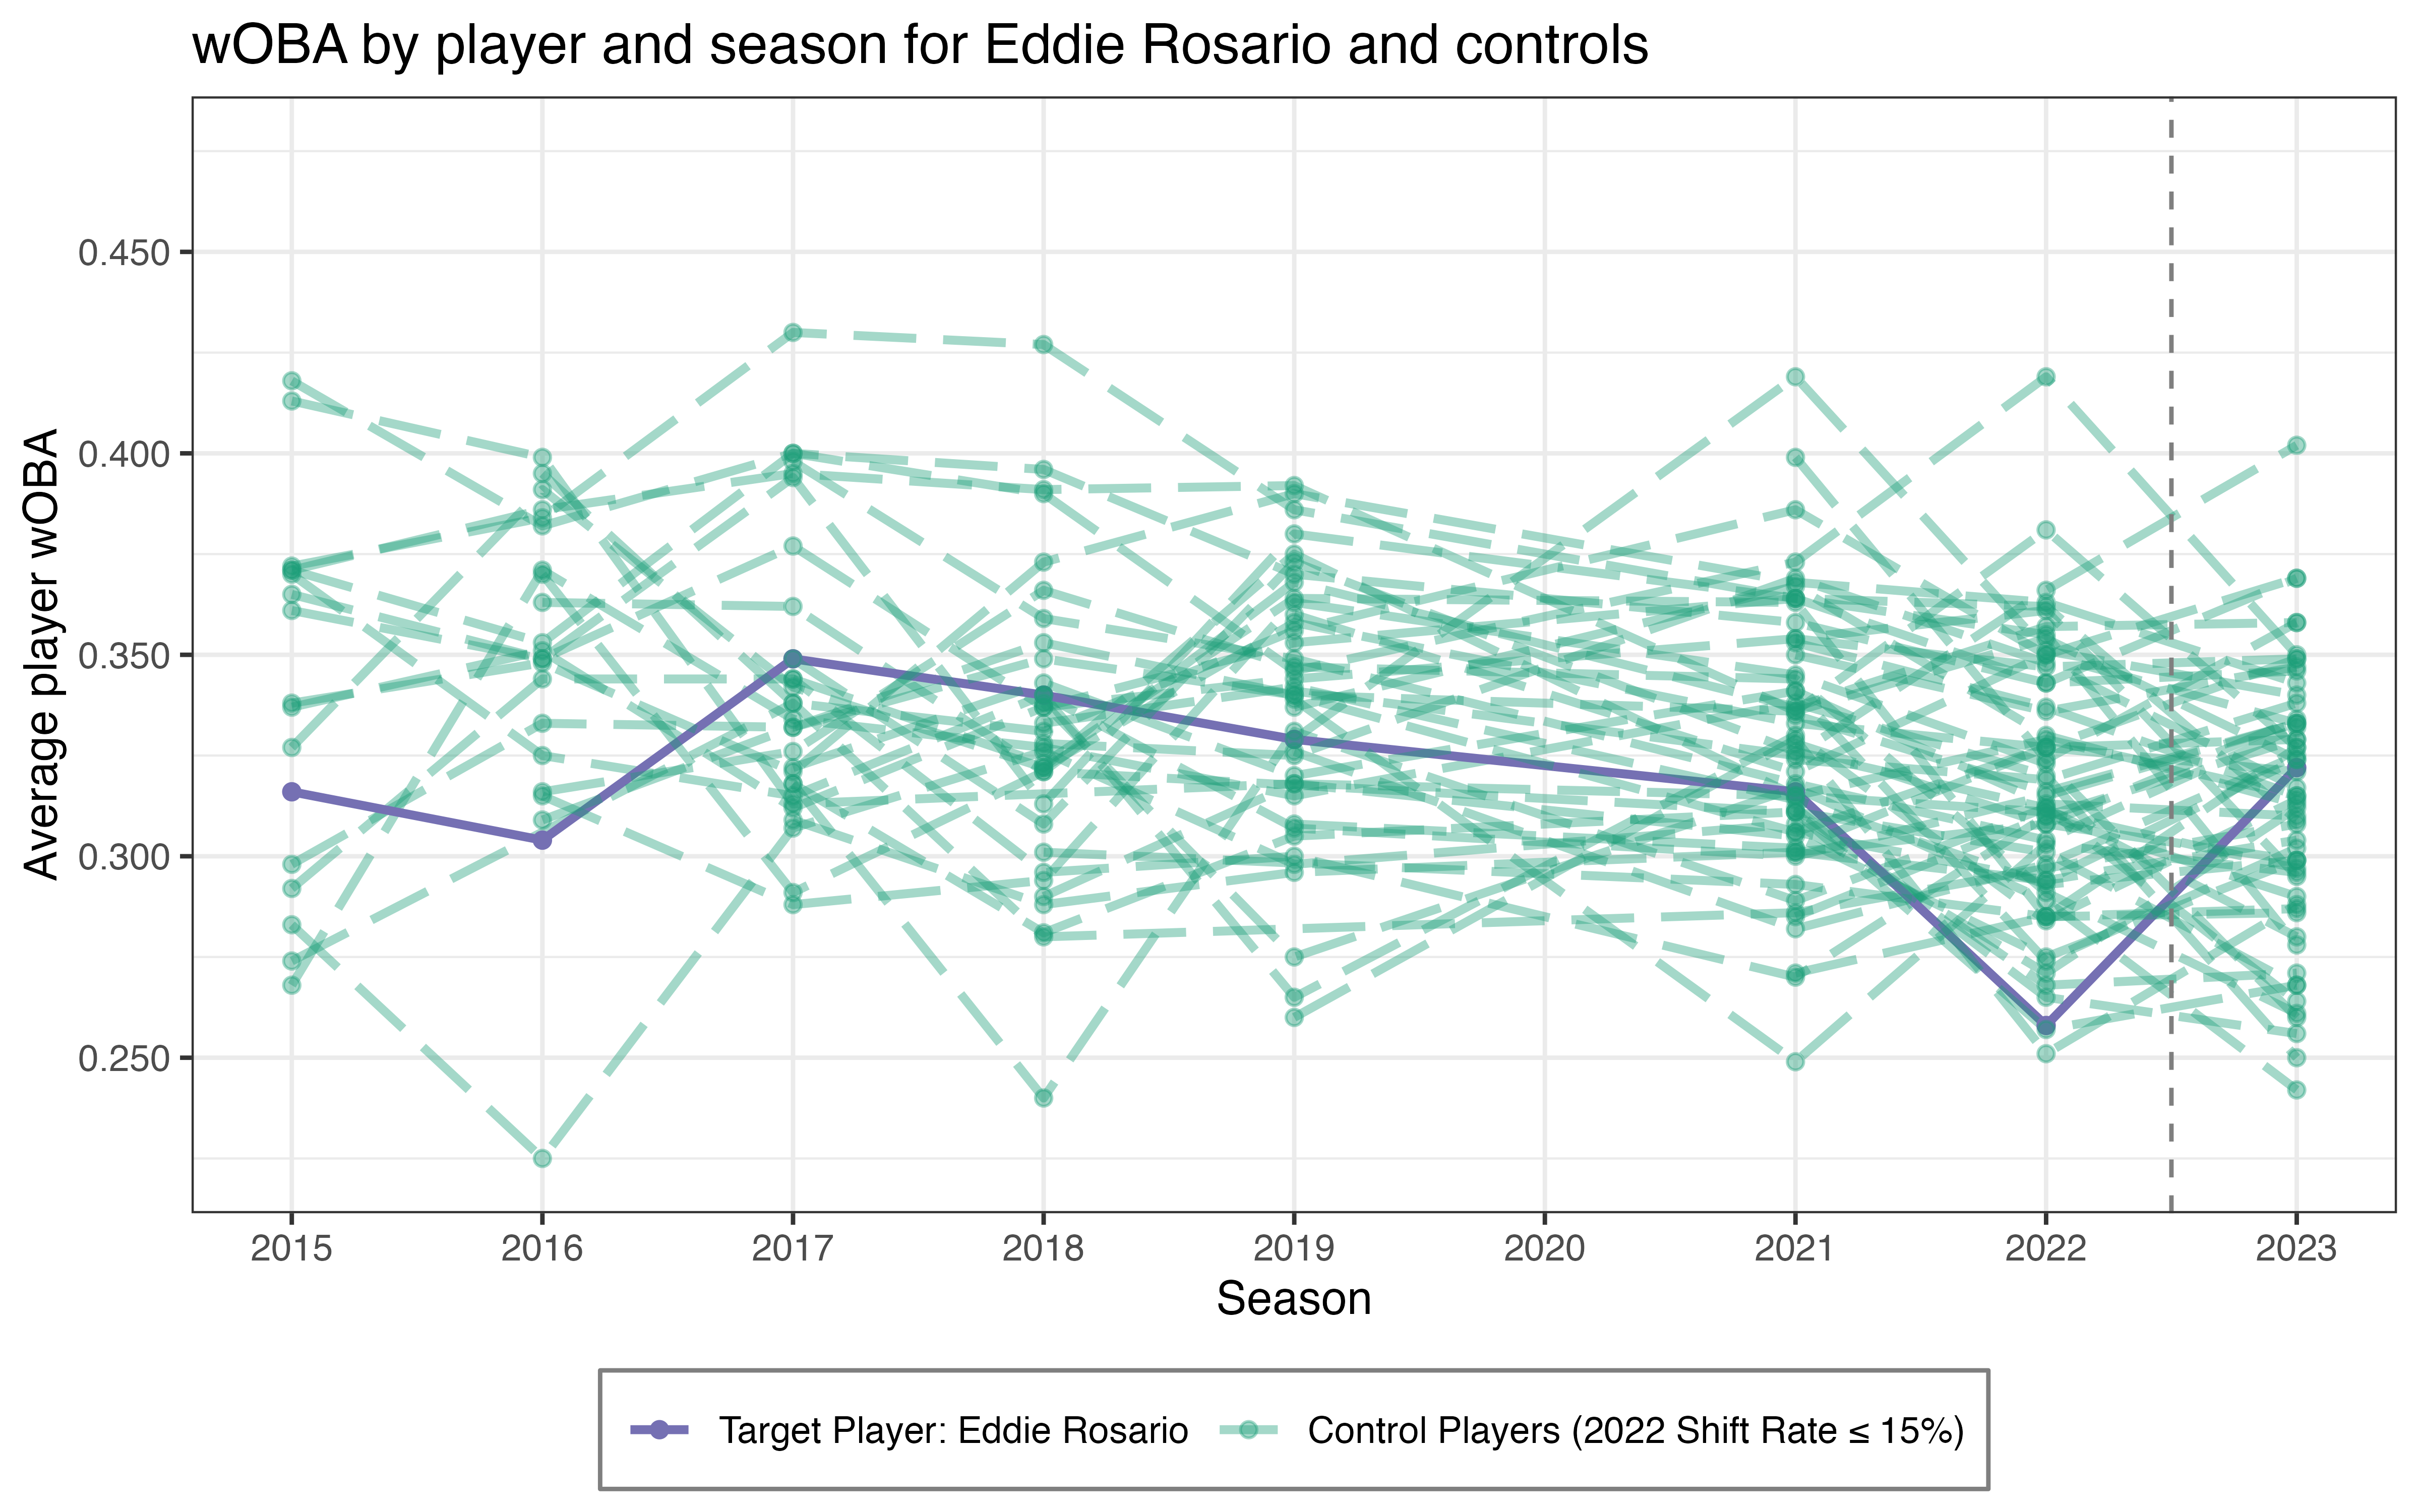 wOBA by player and season for Eddie Rosario and controls
Average player wOBA
0.450
0.400
0.350
0.300
0.250
2015 2016 2017 2018 2019 2020 2021 2022 2023
Season
Target Player: Eddie Rosario Control Players (2022 Shift Rate ≤ 15%)